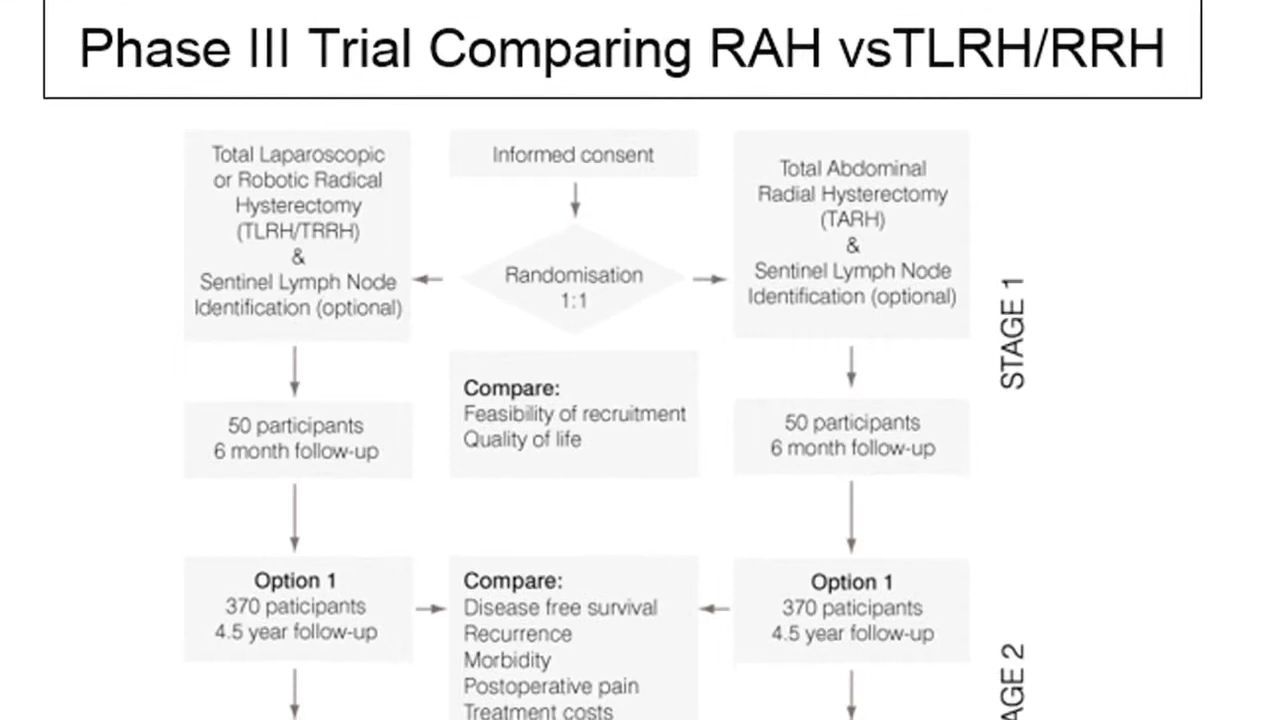 Phase III Trial Comparing RAH vsTLRH/RRH
Total Laparoscopic
or Robotic Radical
Hysterectomy
(TLRH/TRRH)
&
Sentinel Lymph Node
Identification (optional)
Informed consent
Randomisation
1:1
Total Abdominal
Radial Hysterectomy
(TARH)
&
Sentinel Lymph Node
Identification (optional)
STAGE 1
50 participants
6 month follow-up
Compare:
Feasibility of recruitment
Quality of life
50 participants
6 month follow-up
Option 1
370 paticipants
4.5 year follow-up
Compare:
Disease free survival
Recurrence
Morbidity
Postoperative pain
Treatment costs
Option 1
370 paticipants
4.5 year follow-up
AGE 2